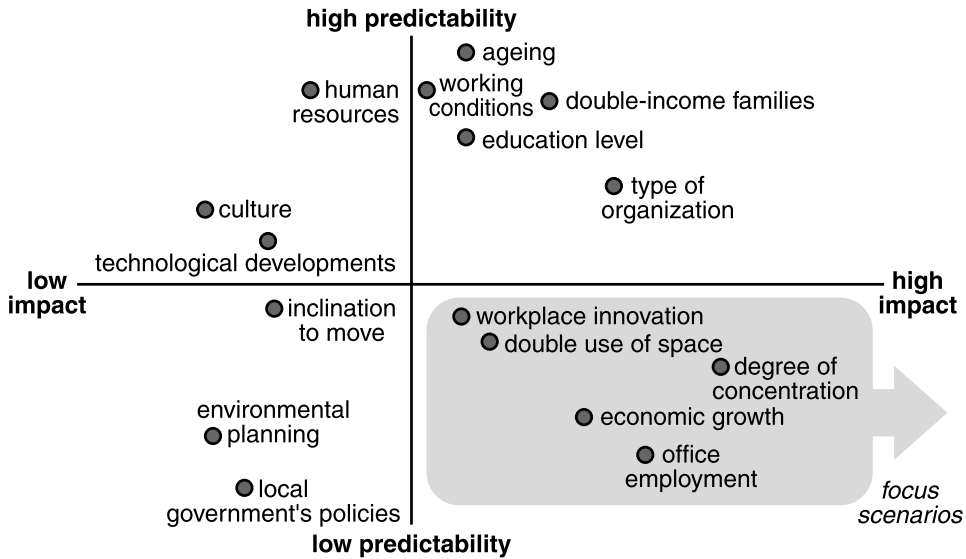 high predictability
ageing
human
resources
working
conditions
double-income families
education level
type of
organization
culture
technological developments
low
impact
high
impact
inclination
to move
workplace innovation
double use of space
degree of
concentration
environmental
planning
economic growth
office
employment
local
government's policies
focus
scenarios
low predictability